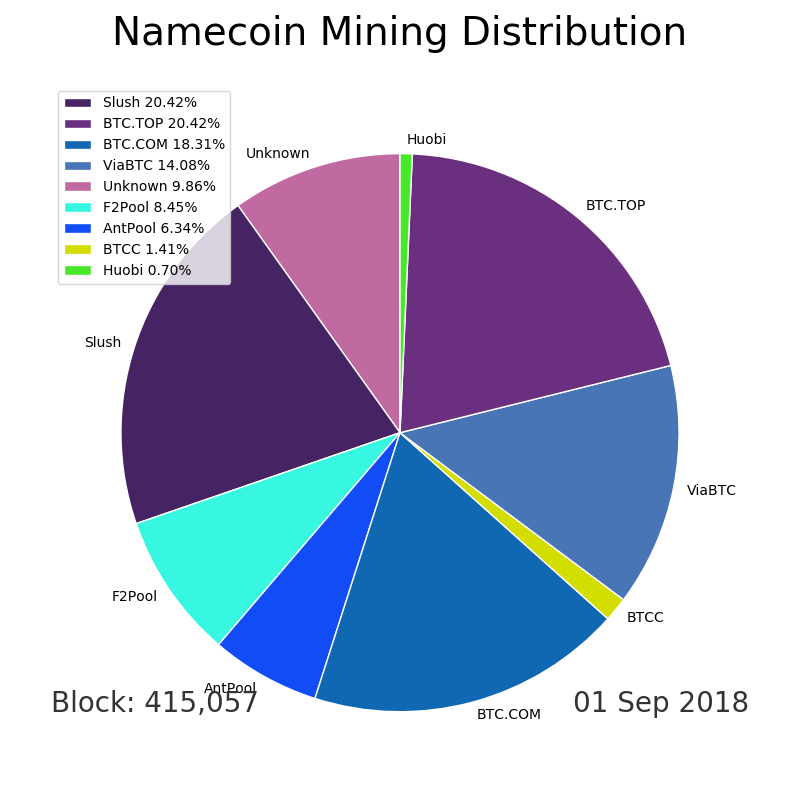 Namecoin Mining Distribution
Slush 20.42%
BTC.TOP 20.42%
BTC.COM 18.31%
ViaBTC 14.08%
Unknown 9.86%
F2Pool 8.45%
AntPool 6.34%
BTCC 1.41%
Huobi 0.70%
Huobi
Unknown
BTC.TOP
Slush
ViaBTC
F2Pool
BTCC
AntPool
BTC.COM
Block: 415,057
01 Sep 2018